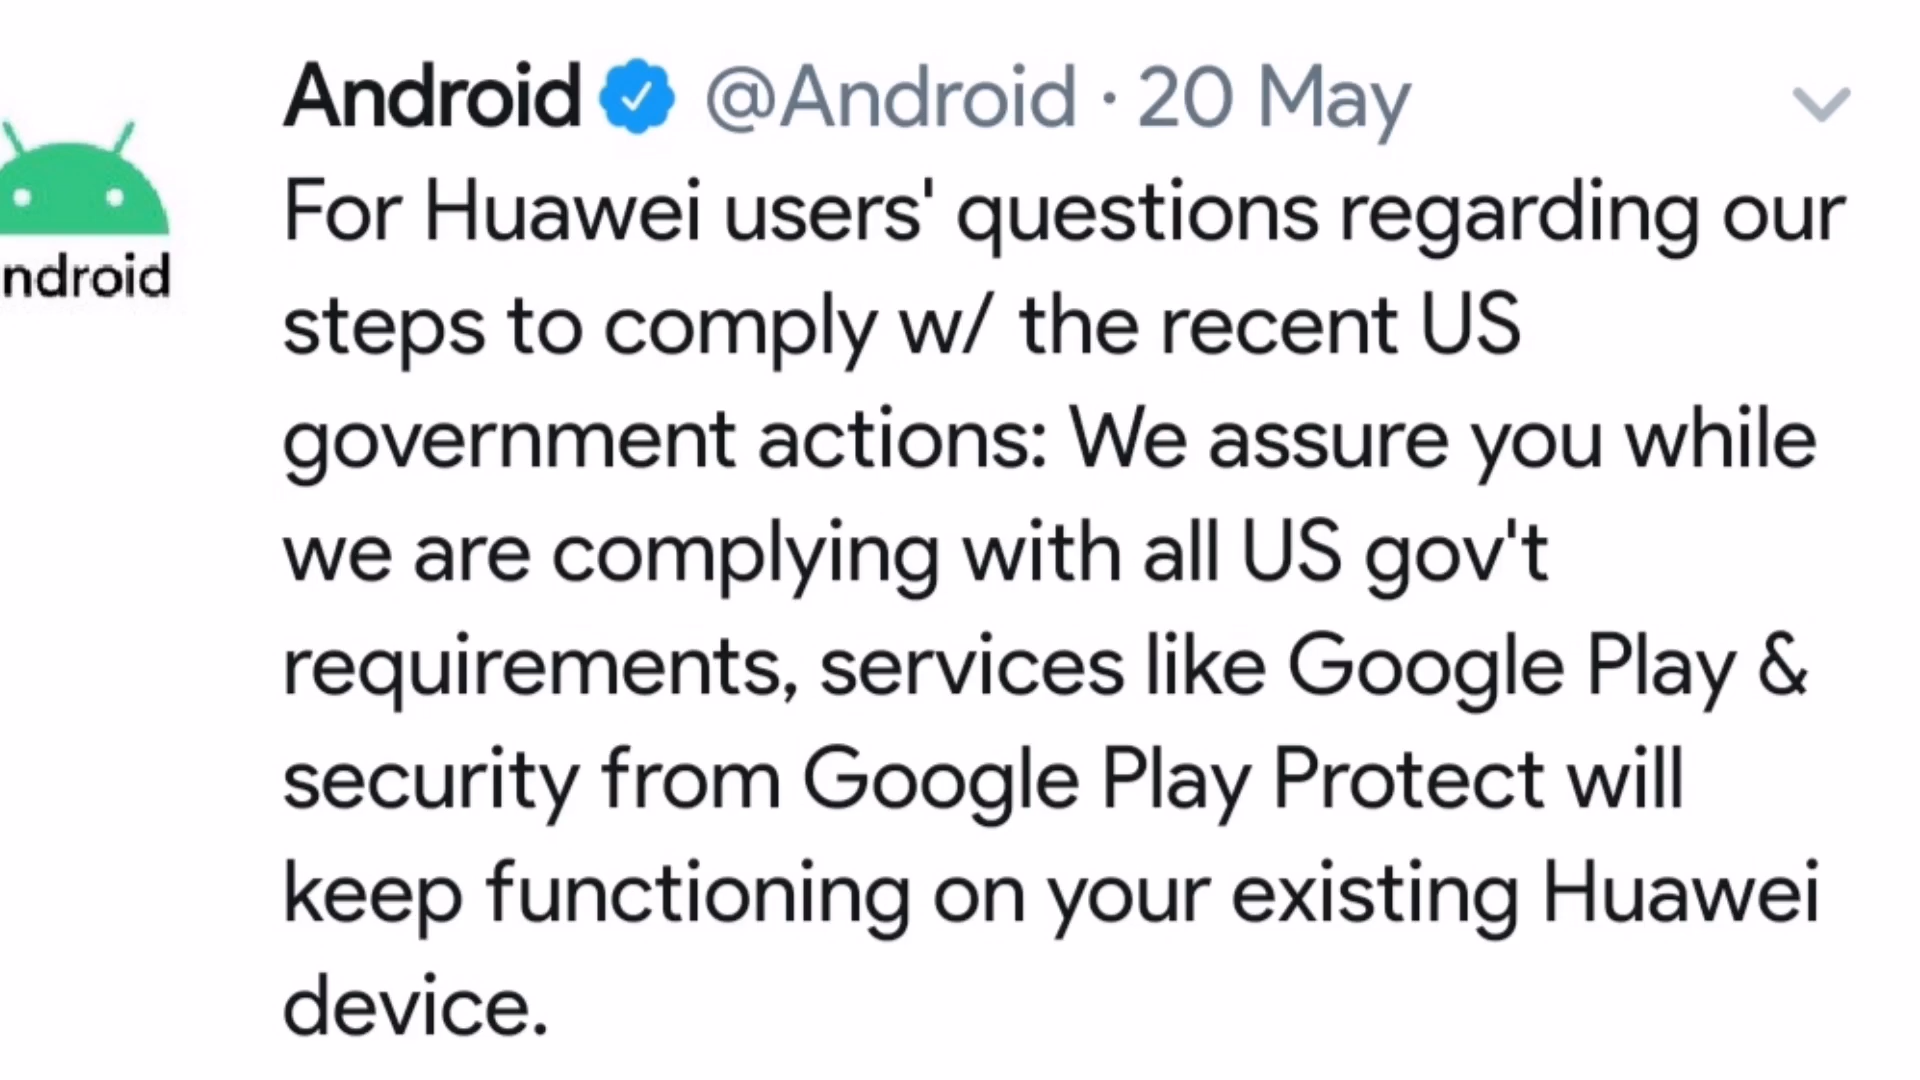 Android @Android · 20 May
ndroid
For Huawei users' questions regarding our
steps to comply w/ the recent US
government actions: We assure you while
we are complying with all US gov't
requirements, services like Google Play &
security from Google Play Protect will
keep functioning on your existing Huawei
device.